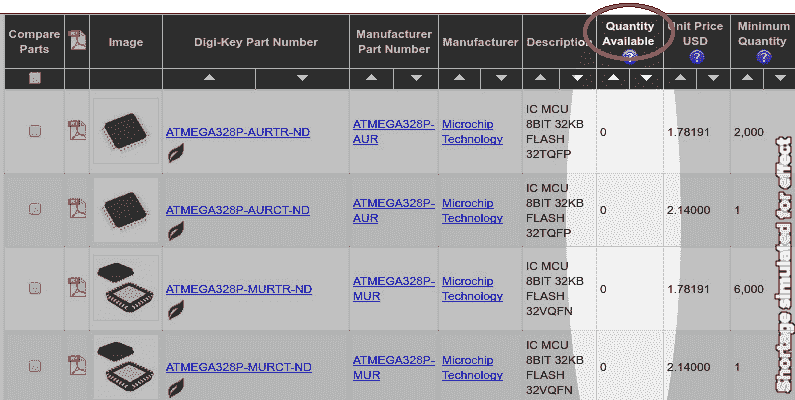 Compare Parts
Image
Digi-Key Part Number
Manufacturer Part Number
Manufacturer
Description
Quantity Available
Unit Price USD
Minimum Quantity
ATMEGA328P-AURTR-ND
ATMEGA328P-
AUR
Microchip
Technology
IC MCU
8BIT 32KB
FLASH
32TQFP
0
1.78191
2,000
ATMEGA328P-AURCT-ND
ATMEGA328P-
AUR
Microchip
Technology
IC MCU
8BIT 32KB
FLASH
32TQFP
0
2.14000
1
ATMEGA328P-MURTR-ND
ATMEGA328P-
MUR
Microchip
Technology
IC MCU
8BIT 32KB
FLASH
32VQFN
0
1.78191
6,000
ATMEGA328P-MURCT-ND
ATMEGA328P-
MUR
Microchip
Technology
IC MCU
8BIT 32KB
FLASH
32VQFN
0
2.14000
1
Shortage simulated for effect